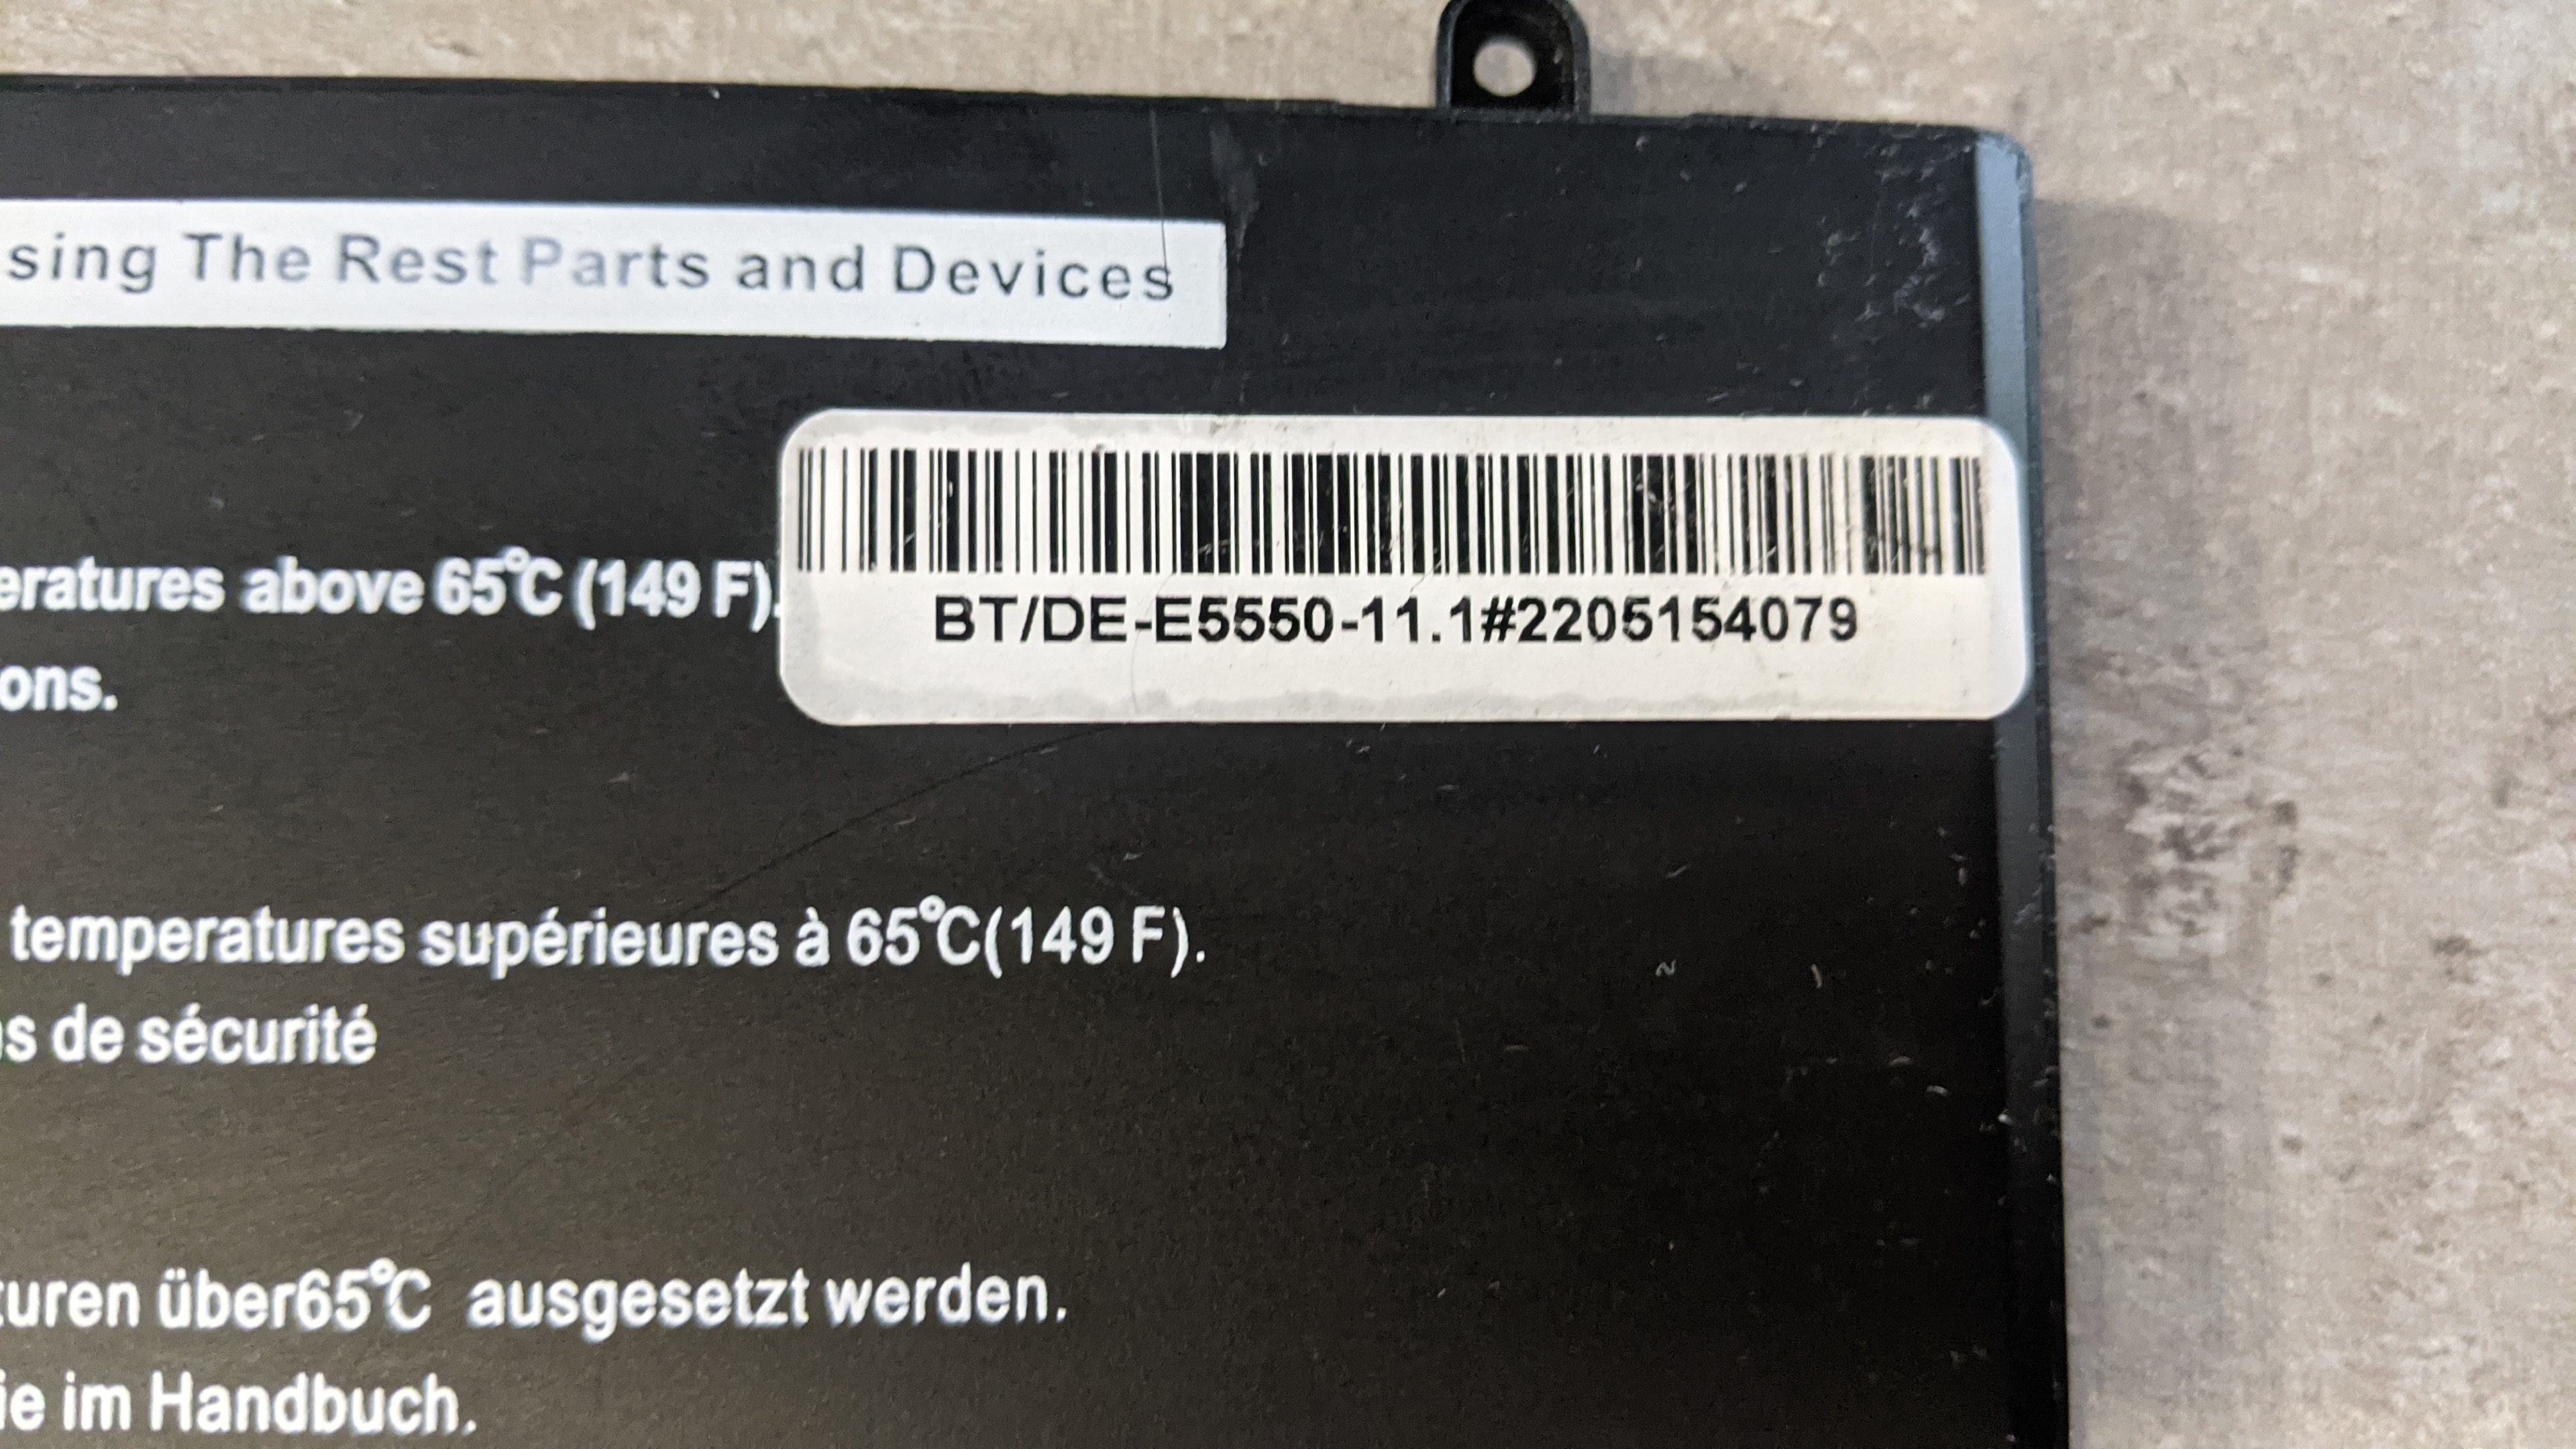 sing The Rest Parts and Devices
BT/DE-E5550-11.1#2205154079
eratures above 65℃ (149 F).
ons.
temperatures supérieures à 65℃(149 F).
s de sécurité
turen über65℃ ausgesetzt werden.
ie im Handbuch.